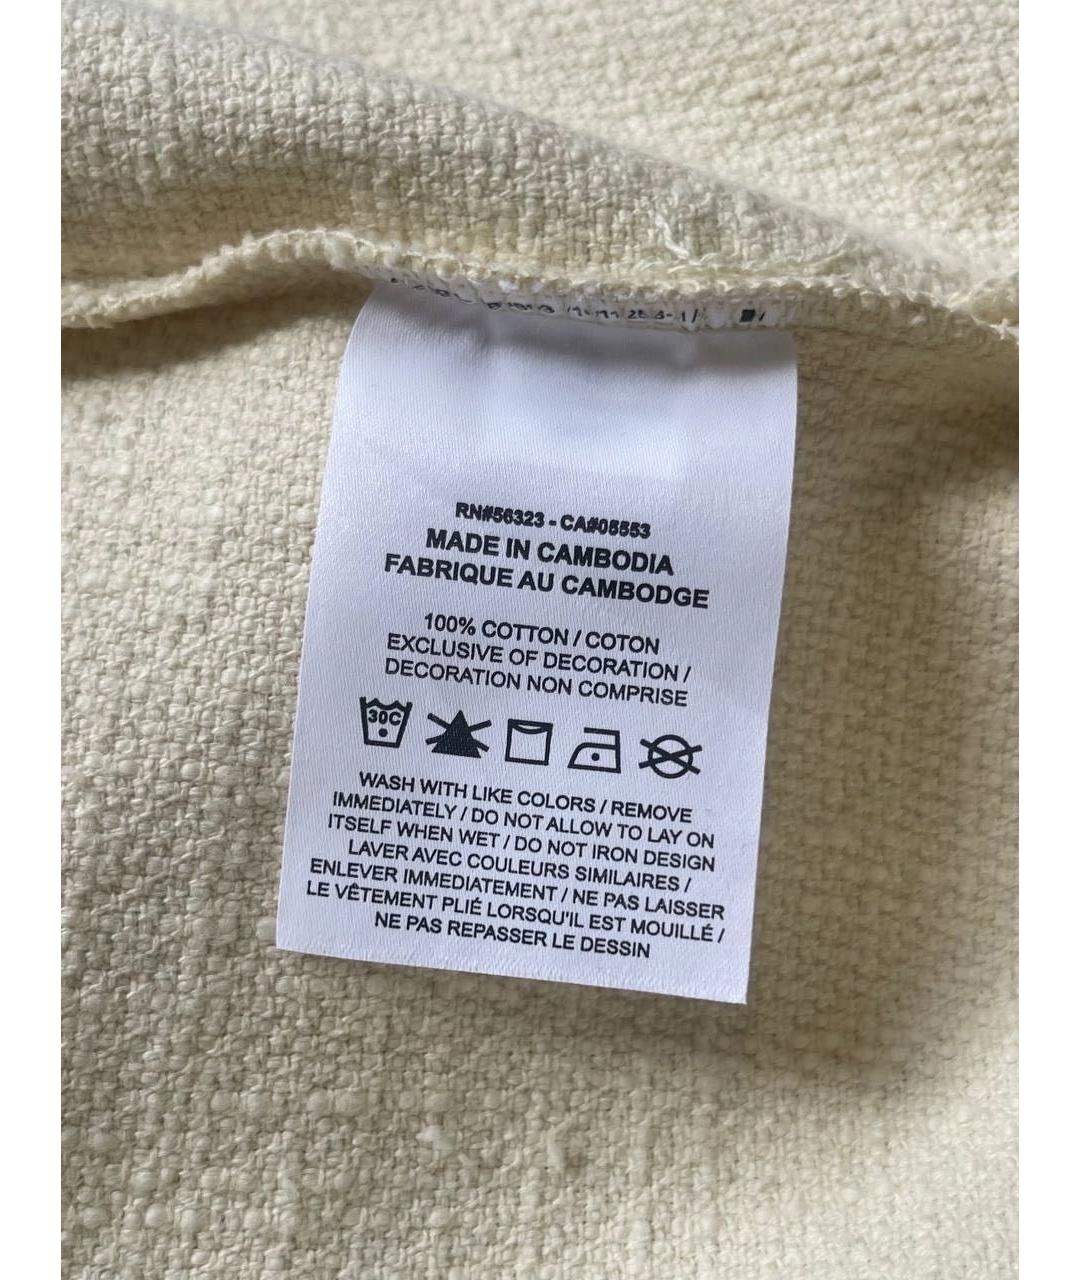 RN#56323 - CA#05553
MADE IN CAMBODIA
FABRIQUE AU CAMBODGE
100% COTTON / COTON
EXCLUSIVE OF DECORATION /
DECORATION NON COMPRISE
30C
WASH WITH LIKE COLORS / REMOVE
IMMEDIATELY / DO NOT ALLOW TO LAY ON
ITSELF WHEN WET / DO NOT IRON DESIGN
LAVER AVEC COULEURS SIMILAIRES /
ENLEVER IMMEDIATEMENT / NE PAS LAISSER
LE VÊTEMENT PLIÉ LORSQU'IL EST MOUILLÉ /
NE PAS REPASSER LE DESSIN